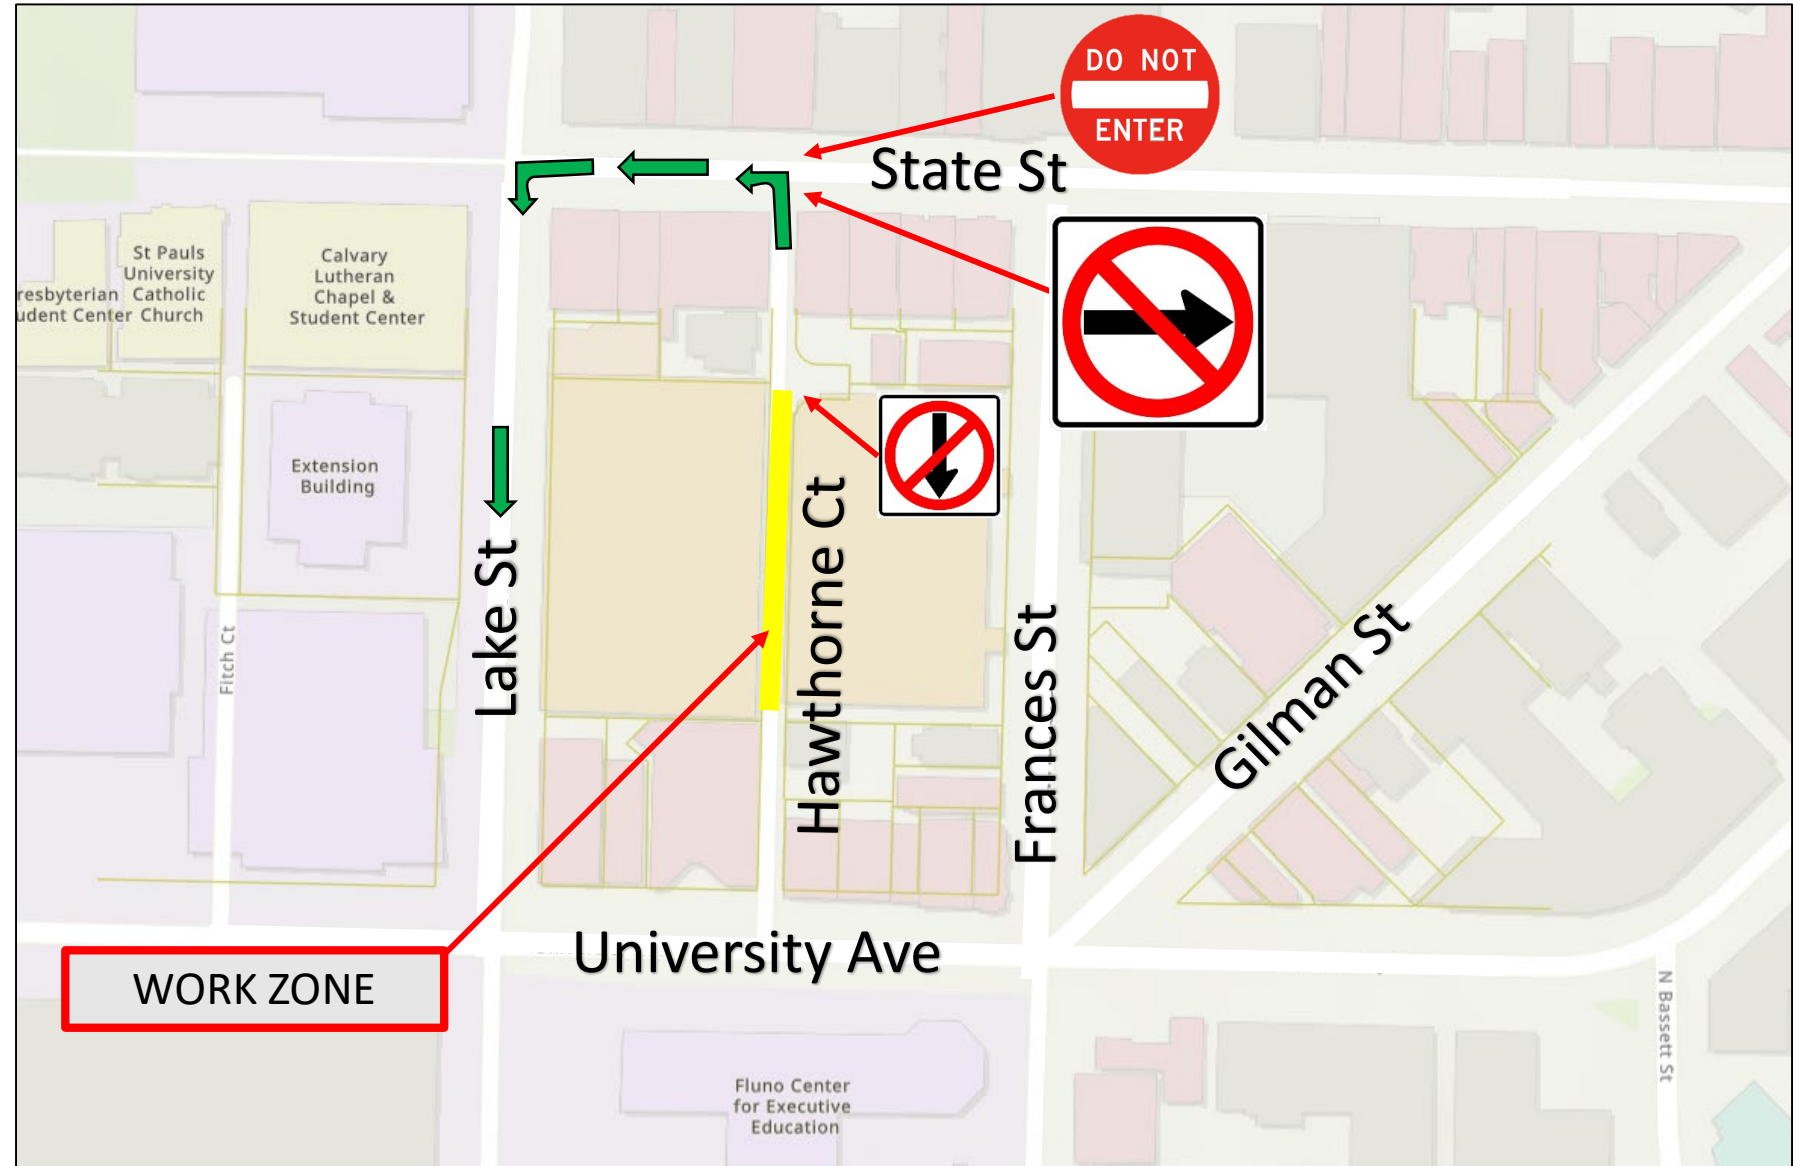 DO NOT
ENTER
State St
St Pauls
University
Catholic
Church
resbyterian
udent Center
Calvary
Lutheran
Chapel &
Student Center
Extension
Building
Lake St
Hawthorne Ct
Frances St
Gilman St
Fitch Ct
University Ave
WORK ZONE
N Bassett St
Fluno Center
for Executive
Education